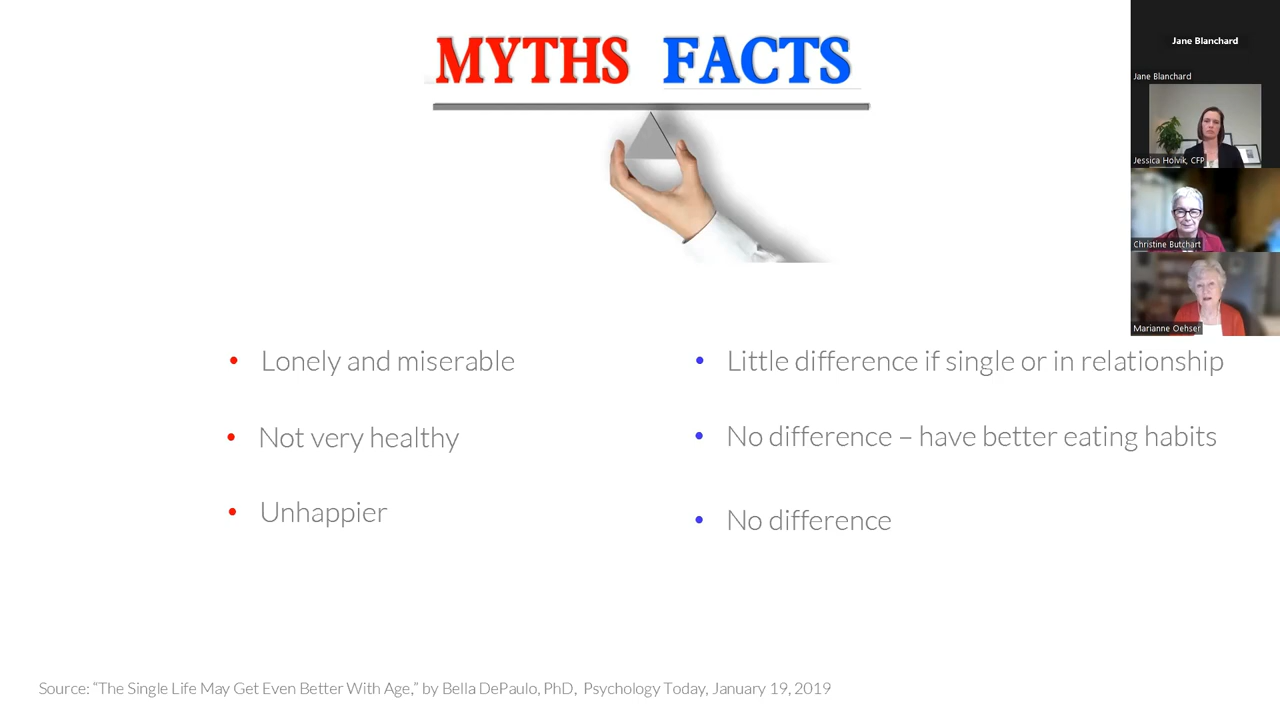 MYTHS FACTS
Jane Blanchard
Jane Blanchard
Jessica Holvik, CFP
Christine Butchart
Marianne Oehser
• Lonely and miserable
• Little difference if single or in relationship
• Not very healthy
• No difference – have better eating habits
• Unhappier
• No difference
Source: “The Single Life May Get Even Better With Age,” by Bella DePaulo, PhD, Psychology Today, January 19, 2019